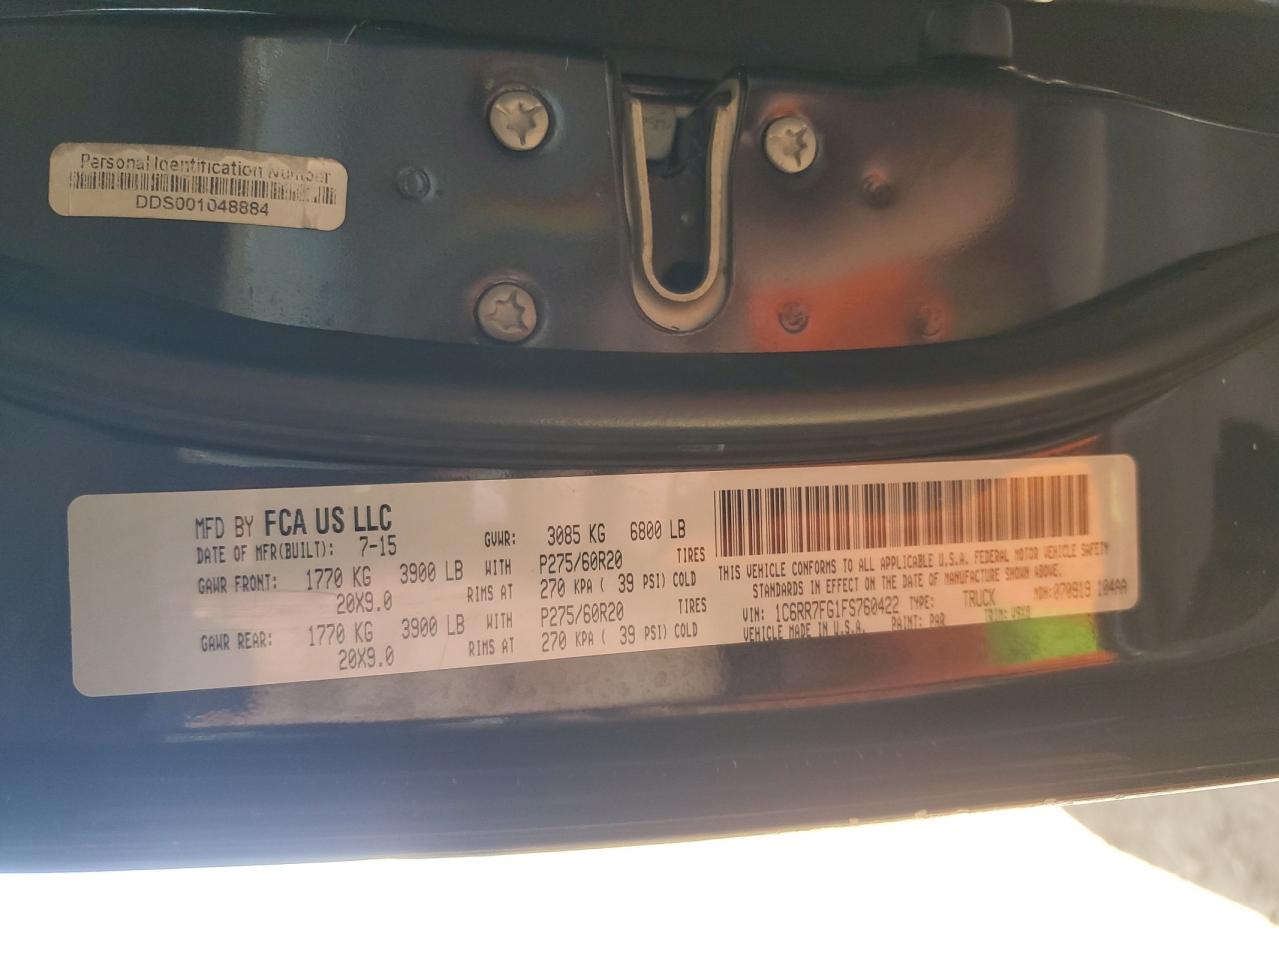 Personal Identification Number
DDS001048884
MFD BY FCA US LLC
DATE OF MFR(BUILT): 7-15
GVWR: 3085 KG 6800 LB
GAWR FRONT: 1770 KG 3900 LB WITH P275/60R20 TIRES
20X9.0 RIMS AT 270 KPA ( 39 PSI) COLD
GAWR REAR: 1770 KG 3900 LB WITH P275/60R20 TIRES
20X9.0 RIMS AT 270 KPA ( 39 PSI) COLD
THIS VEHICLE CONFORMS TO ALL APPLICABLE U.S.A. FEDERAL MOTOR VEHICLE SAFETY
STANDARDS IN EFFECT ON THE DATE OF MANUFACTURE SHOWN ABOVE.
MDH:070919 104AA
VIN: 1C6RR7FG1FS760422 TYPE: TRUCK
VEHICLE MADE IN U.S.A. PAINT: PAR TRIM: